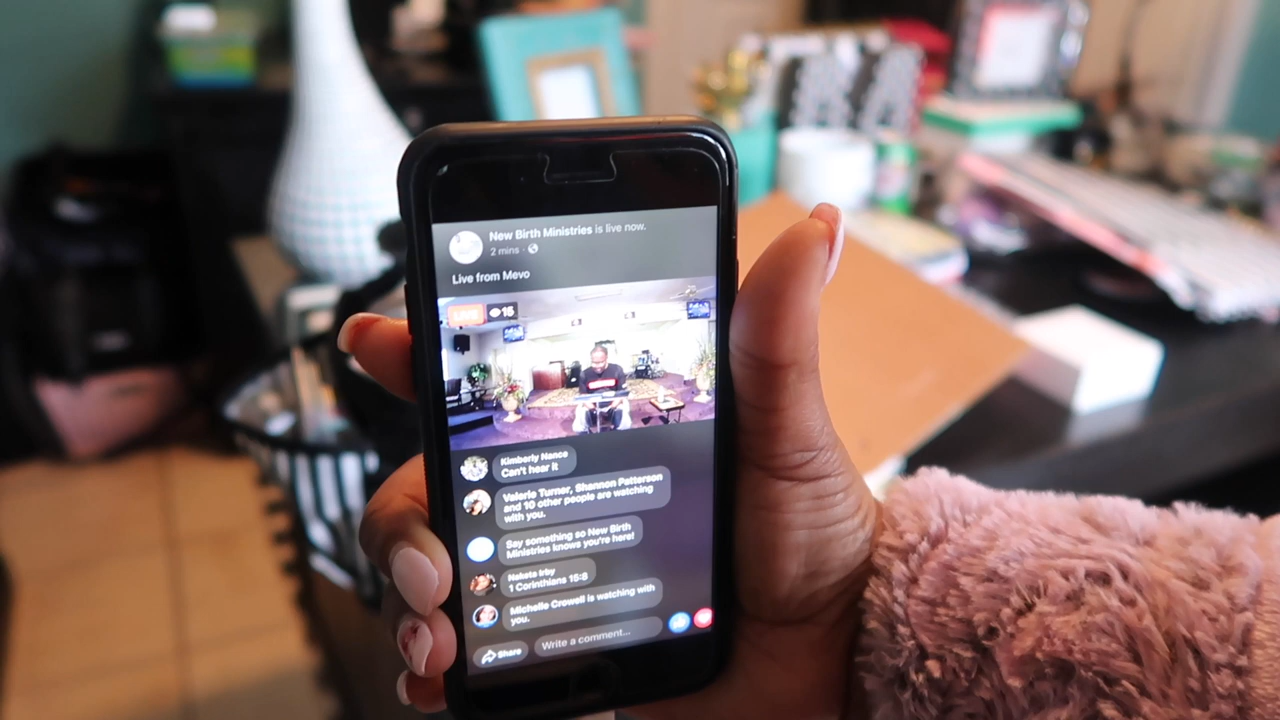 New Birth Ministries is live now.
2 mins ·
Live from Mevo
LIVE 15
Kimberly Nance
Can't hear it
Valerie Turner, Shannon Patterson
and 10 other people are watching
with you.
Say something so New Birth
Ministries knows you're here!
Naketa Irby
1 Corinthians 15:8
Michelle Crowell is watching with
you.
Share
Write a comment...